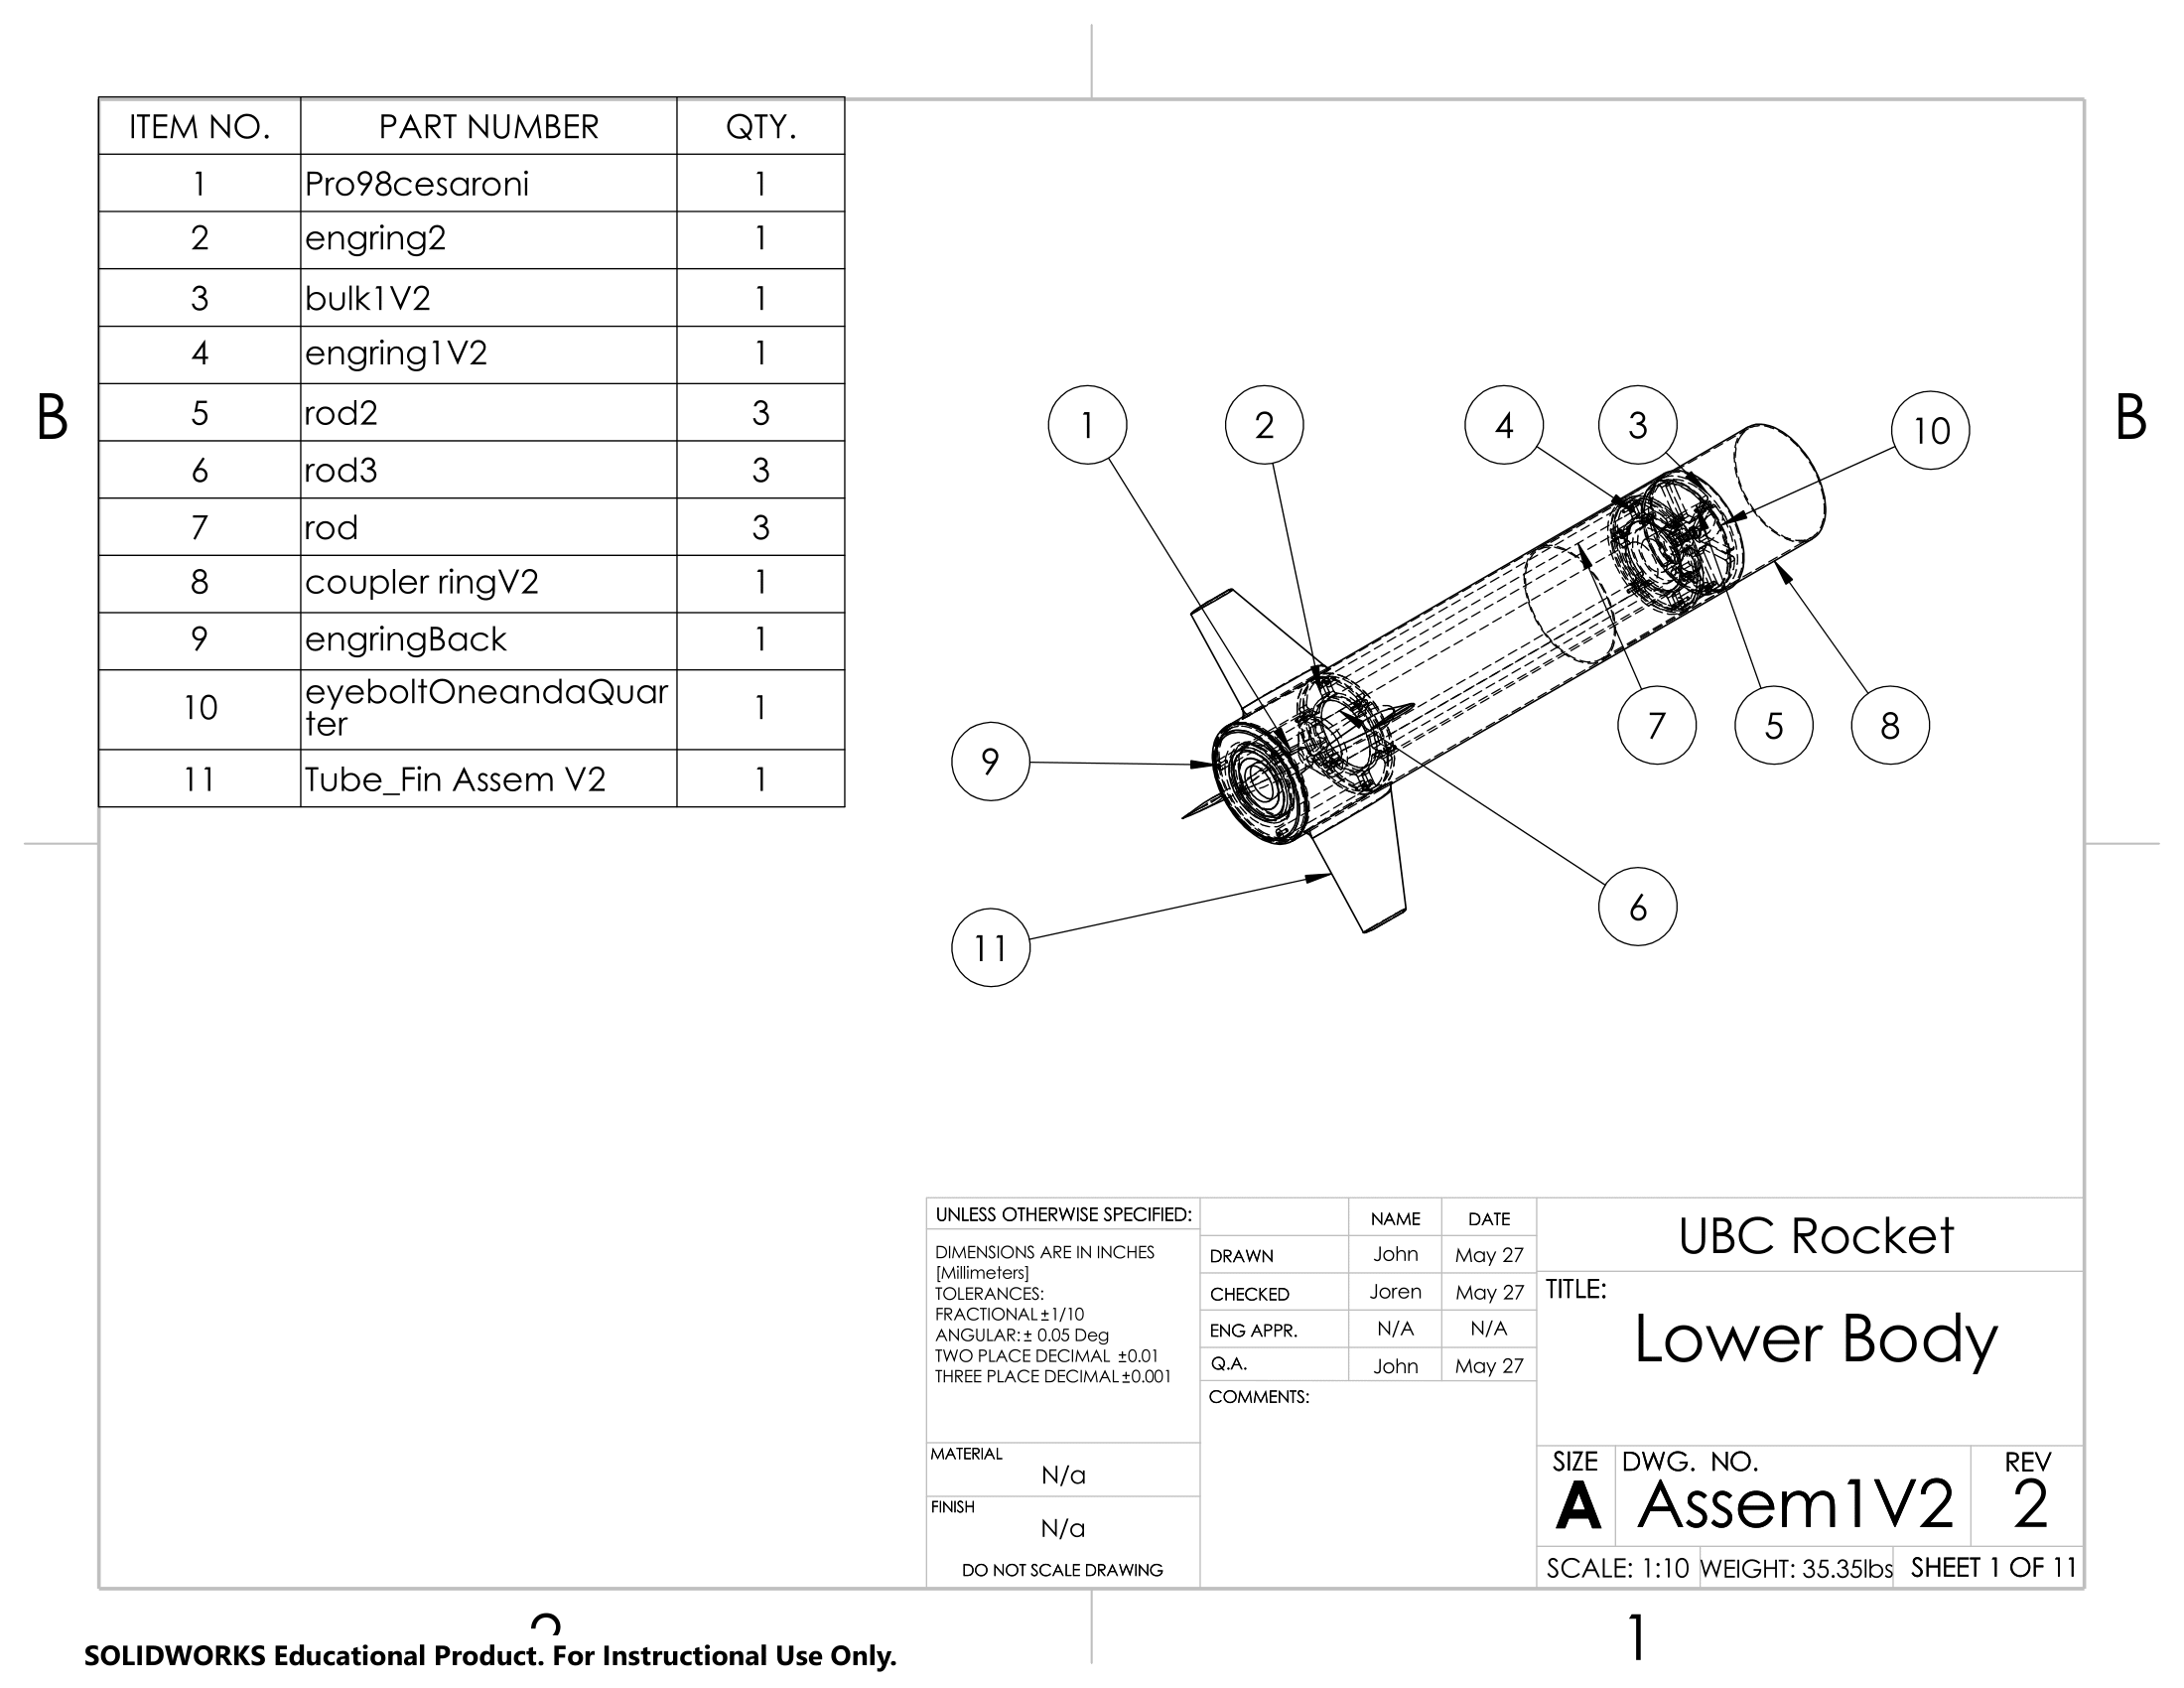 ITEM NO. PART NUMBER QTY.
1 Pro98cesaroni 1
2 engring2 1
3 bulk1V2 1
4 engring1V2 1
5 rod2 3
6 rod3 3
7 rod 3
8 coupler ringV2 1
9 engringBack 1
10 eyeboltOneandaQuar
ter 1
11 Tube_Fin Assem V2 1
B
B
1
2
4
3
10
9
7
5
8
6
11
UNLESS OTHERWISE SPECIFIED:
DIMENSIONS ARE IN INCHES
[Millimeters]
TOLERANCES:
FRACTIONAL ±1/10
ANGULAR: ± 0.05 Deg
TWO PLACE DECIMAL ±0.01
THREE PLACE DECIMAL ±0.001
MATERIAL
N/a
FINISH
N/a
DO NOT SCALE DRAWING
NAME DATE
DRAWN John May 27
CHECKED Joren May 27
ENG APPR. N/A N/A
Q.A. John May 27
COMMENTS:
UBC Rocket
TITLE:
Lower Body
SIZE DWG. NO. REV
A Assem1V2 2
SCALE: 1:10 WEIGHT: 35.35lbs SHEET 1 OF 11
2
1
SOLIDWORKS Educational Product. For Instructional Use Only.